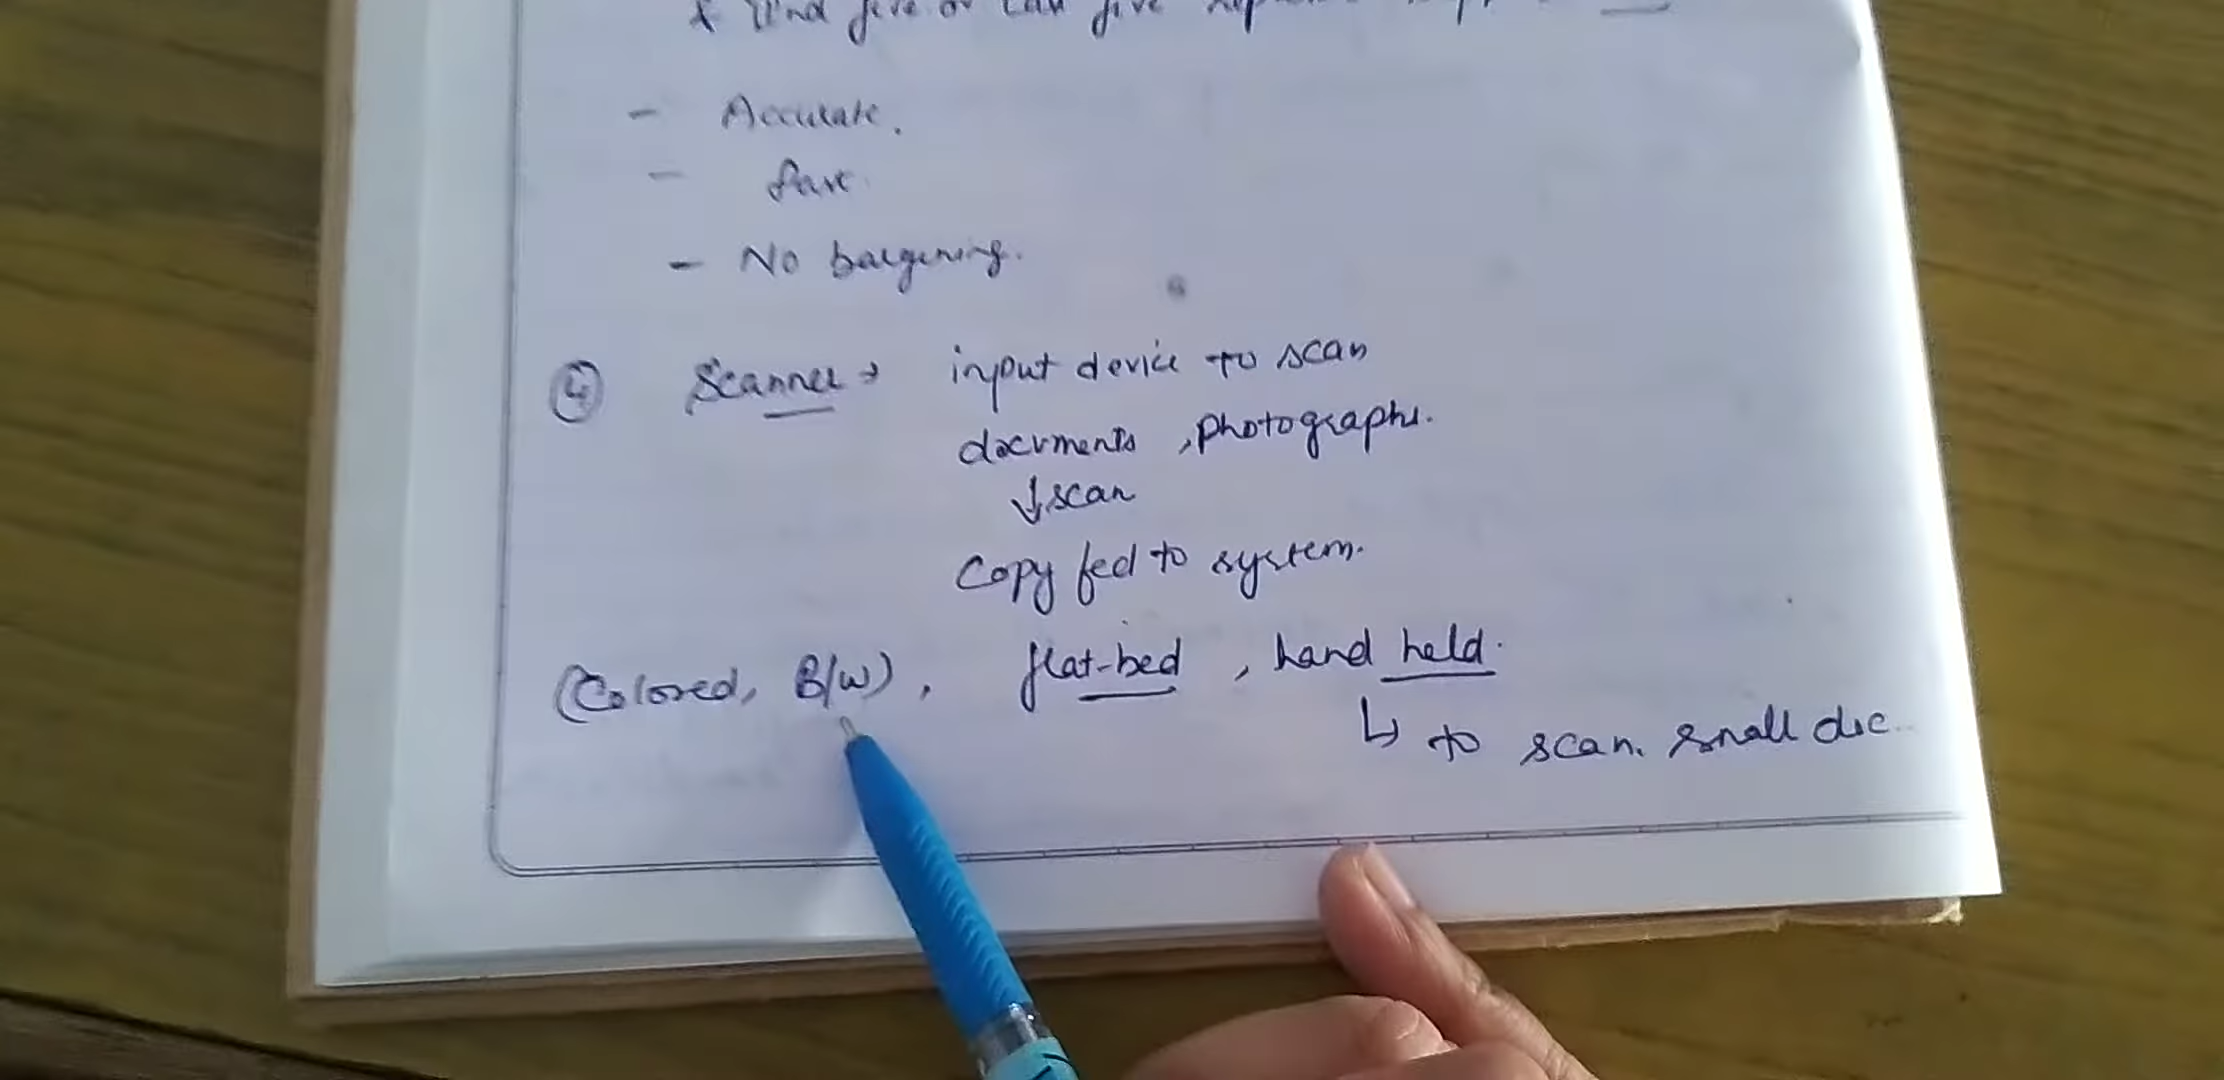 - Accurate.
- fast.
- No bargening.
④ Scanner → input device to scan
documents, photographs.
↓ scan
Copy fed to system.
(Colored, B/W), flat-bed, hand held.
↳ to scan. small doc.